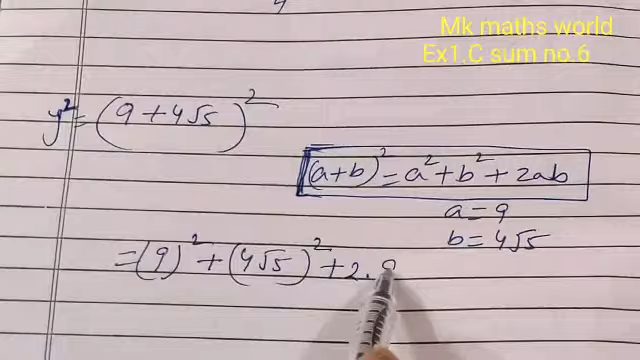 Mk maths world
Ex1.C sum no.6
y² = (9+4√5)²
(a+b)² = a² + b² + 2ab
a = 9
b = 4√5
= (9)² + (4√5)² + 2.9